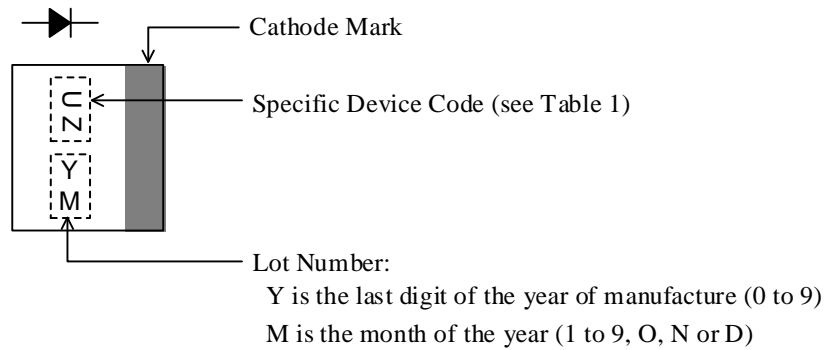 Cathode Mark
UN
Specific Device Code (see Table 1)
Y
M
Lot Number:
Y is the last digit of the year of manufacture (0 to 9)
M is the month of the year (1 to 9, O, N or D)